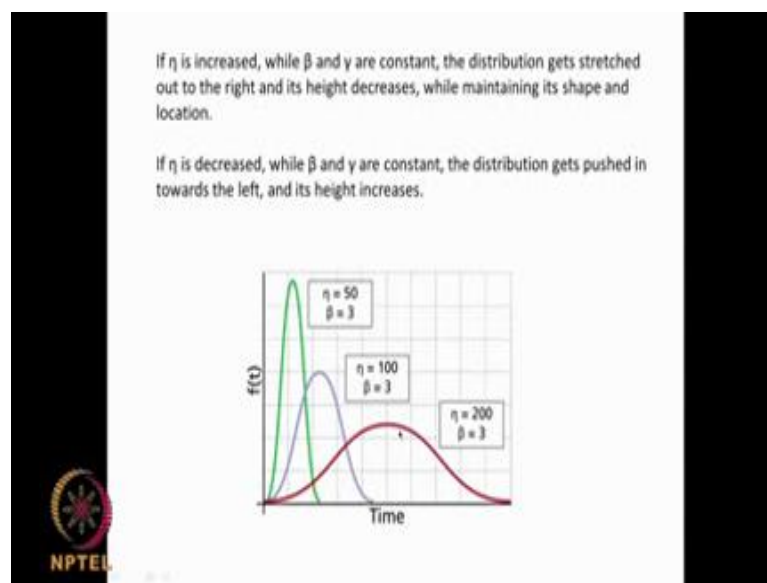 If η is increased, while β and γ are constant, the distribution gets stretched
out to the right and its height decreases, while maintaining its shape and
location.
If η is decreased, while β and γ are constant, the distribution gets pushed in
towards the left, and its height increases.
η = 50
β = 3
η = 100
β = 3
η = 200
β = 3
f(t)
Time
NPTEL